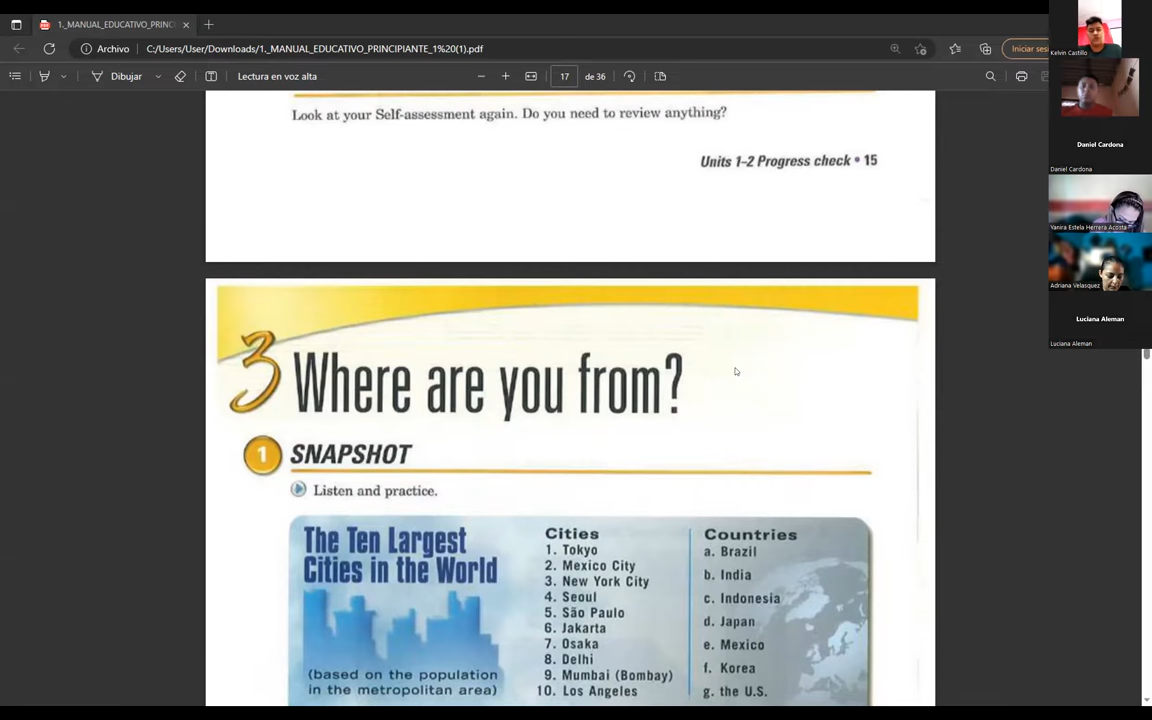 1._MANUAL_EDUCATIVO_PRINC
Archivo
C:/Users/User/Downloads/1._MANUAL_EDUCATIVO_PRINCIPIANTE_1%20(1).pdf
Iniciar sesi
Dibujar
Lectura en voz alta
17
de 36
Look at your Self-assessment again. Do you need to review anything?
Units 1–2 Progress check • 15
3 Where are you from?
1 SNAPSHOT
Listen and practice.
The Ten Largest
Cities in the World
(based on the population
in the metropolitan area)
Cities
1. Tokyo
2. Mexico City
3. New York City
4. Seoul
5. São Paulo
6. Jakarta
7. Osaka
8. Delhi
9. Mumbai (Bombay)
10. Los Angeles
Countries
a. Brazil
b. India
c. Indonesia
d. Japan
e. Mexico
f. Korea
g. the U.S.
Kelvin Castillo
Daniel Cardona
Daniel Cardona
Yanira Estela Herrera Acosta
Adriana Velasquez
Luciana Aleman
Luciana Aleman